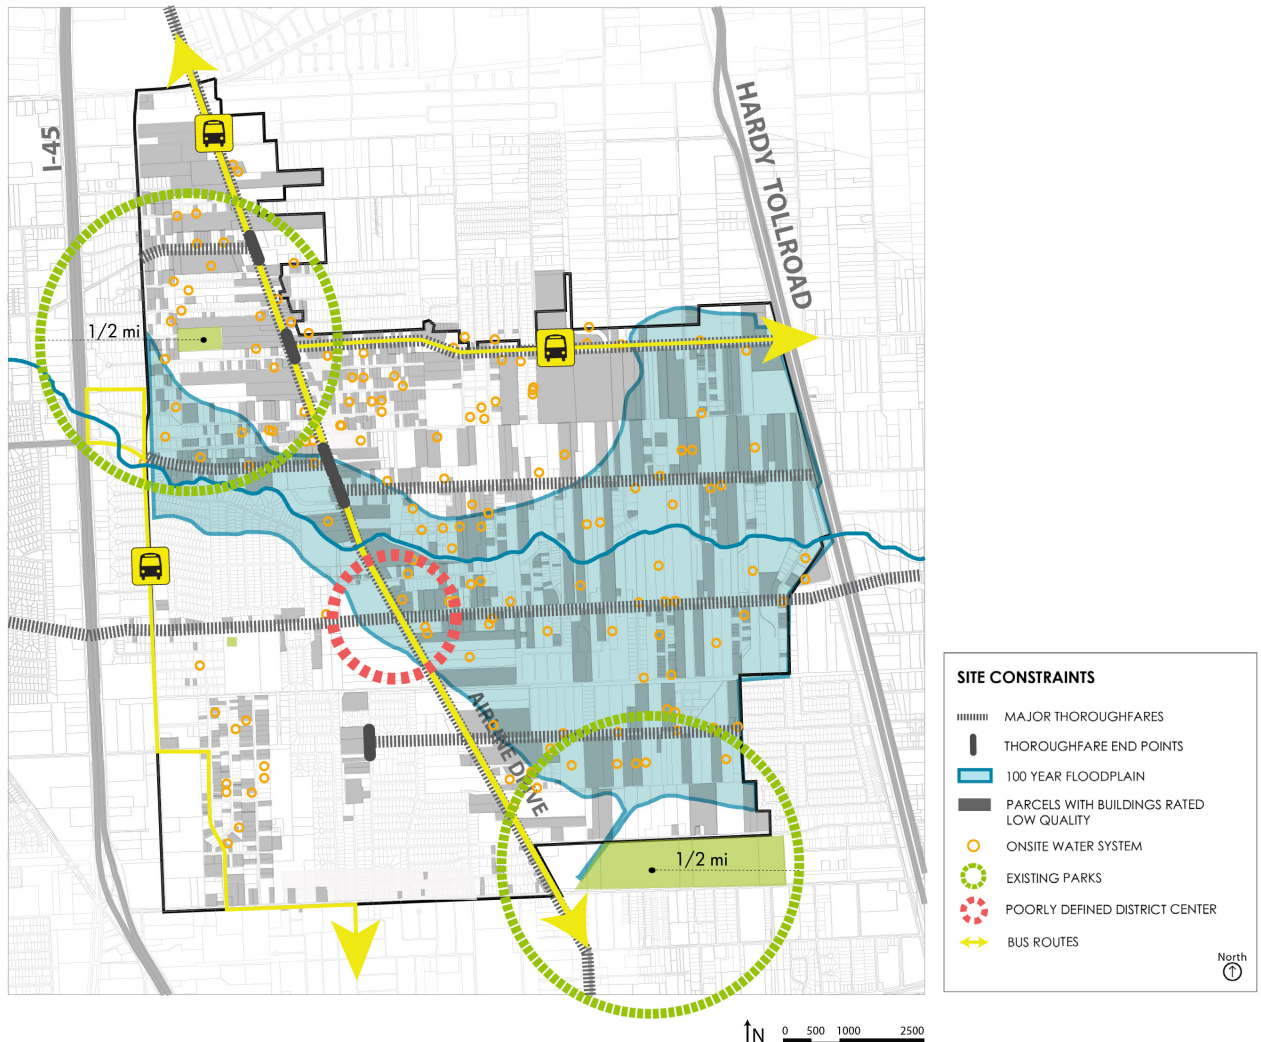 I-45
HARDY TOLLROAD
1/2 mi
AIRLINE DRIVE
1/2 mi
SITE CONSTRAINTS
MAJOR THOROUGHFARES
THOROUGHFARE END POINTS
100 YEAR FLOODPLAIN
PARCELS WITH BUILDINGS RATED
LOW QUALITY
ONSITE WATER SYSTEM
EXISTING PARKS
POORLY DEFINED DISTRICT CENTER
BUS ROUTES
North
N
0 500 1000 2500